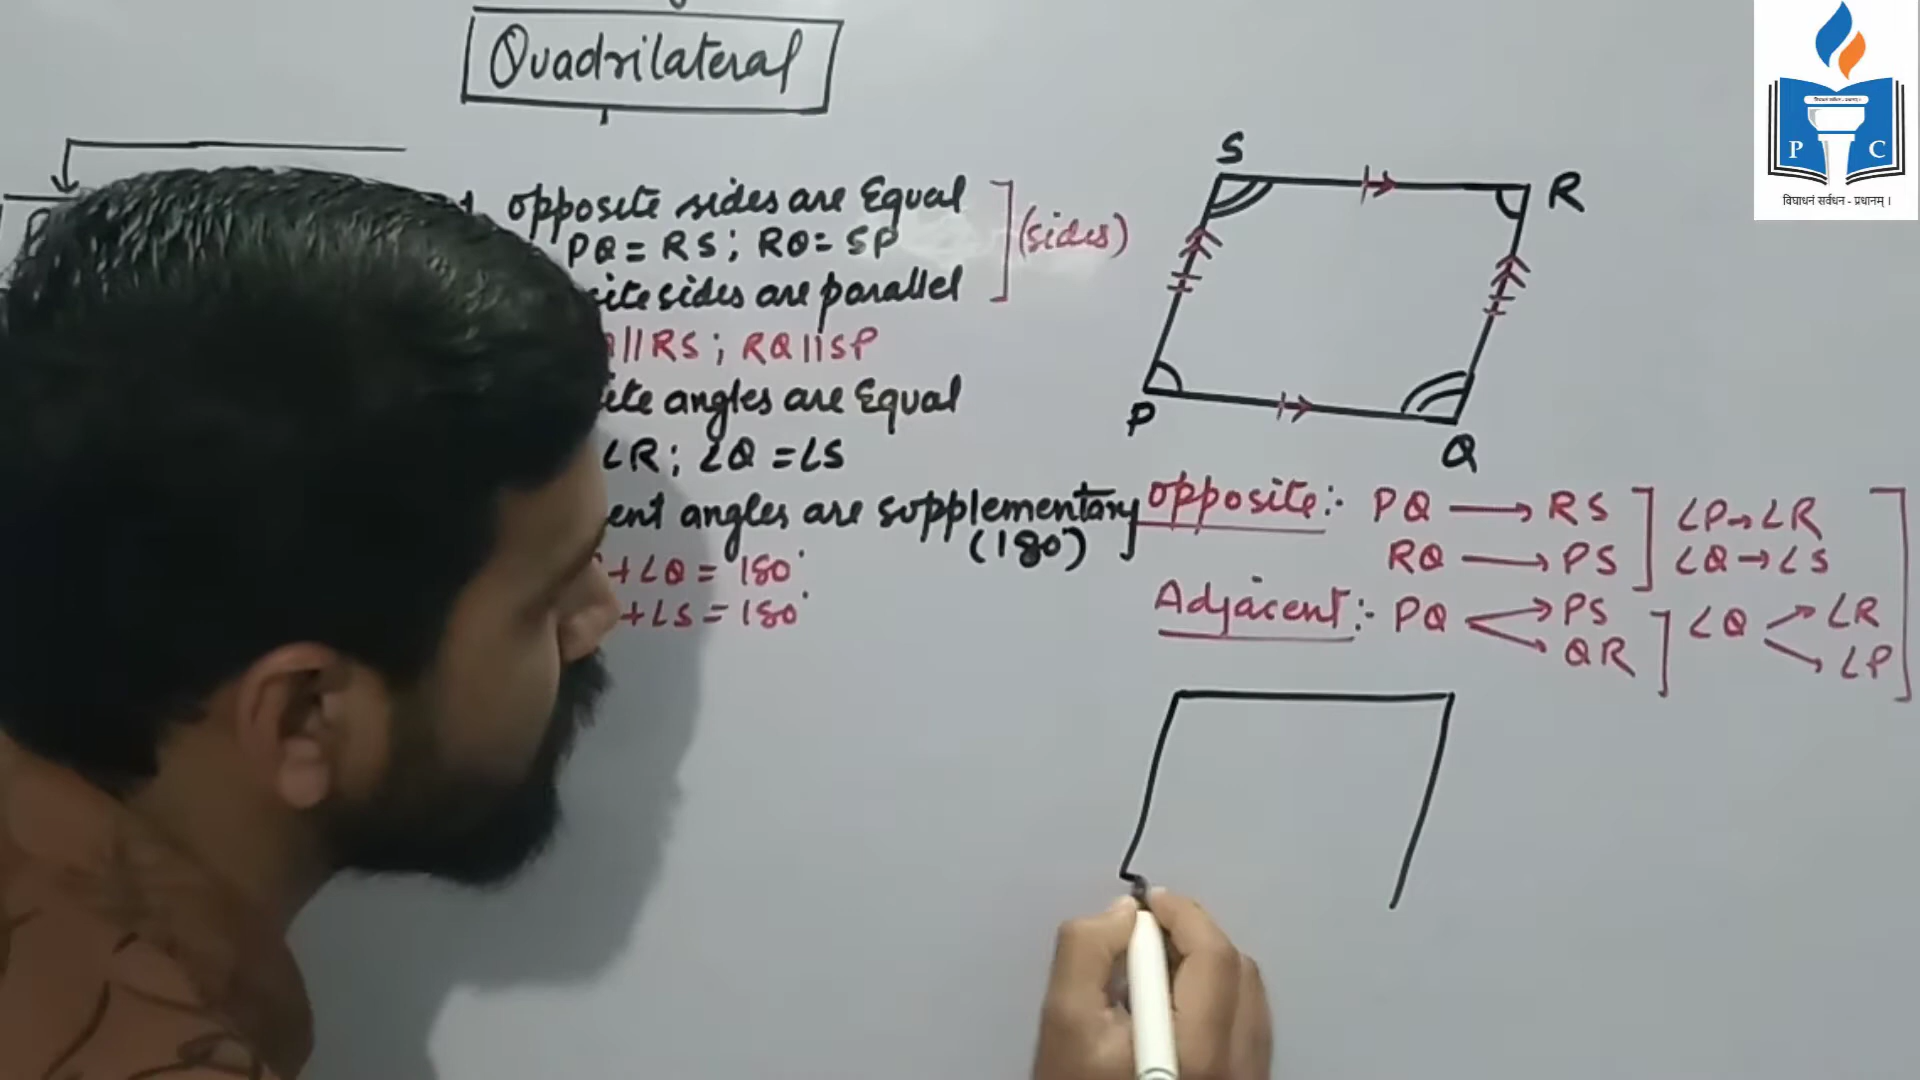 Quadrilateral
opposite sides are Equal
PQ = RS ; RQ = SP
site sides are parallel
(sides)
|| RS ; RQ || SP
site angles are Equal
∠R ; ∠Q = ∠S
ent angles are supplementary
(180)
+ ∠Q = 180°
+ ∠S = 180°
S
R
P
Q
opposite :- PQ → RS ∠P → ∠R
RQ → PS ∠Q → ∠S
Adjacent :- PQ → PS ∠Q → ∠R
QR ∠P
P C
विघाधनं सर्वधन - प्रधानम् ।